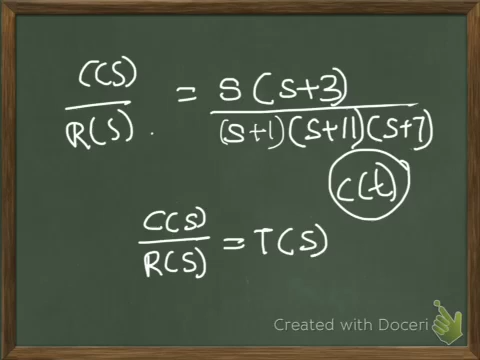 C(S)/R(S) = S(S+3)/(S+1)(S+11)(S+7)
C(t)
C(S)/R(S) = T(S)
Created with Doceri